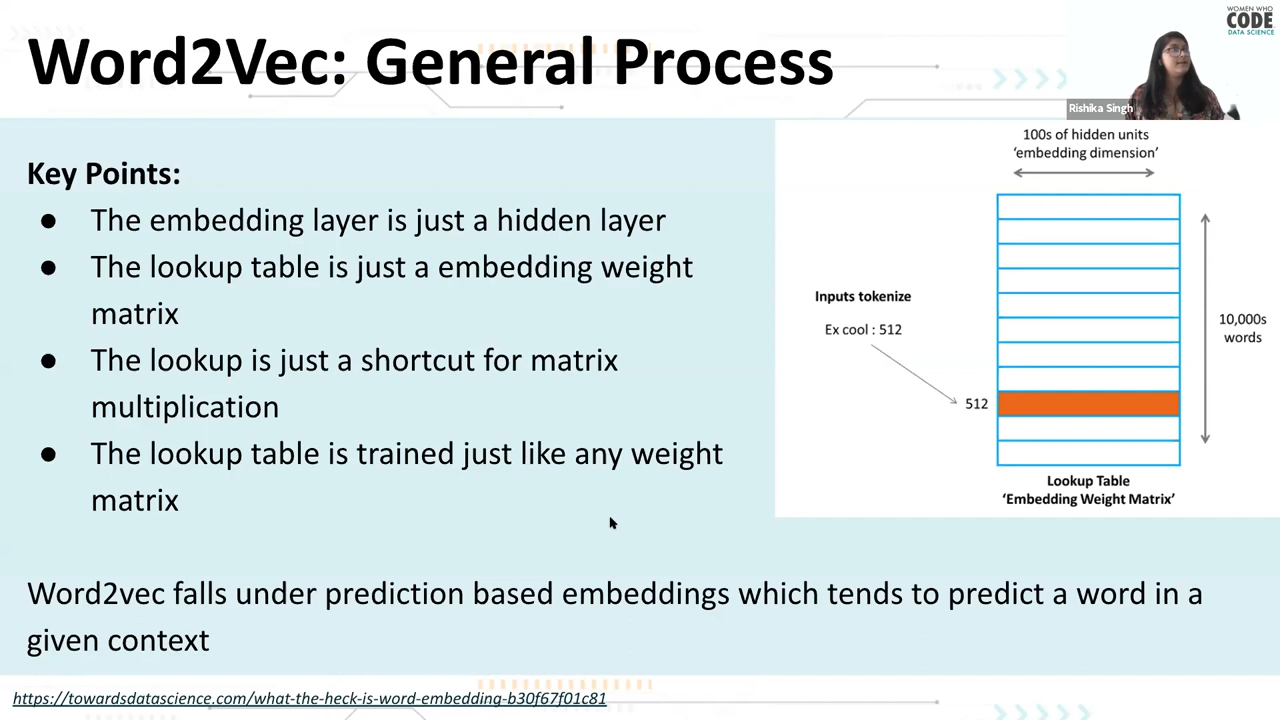 WOMEN WHO
CODE
DATA SCIENCE
Word2Vec: General Process
Rishika Singh
Key Points:
● The embedding layer is just a hidden layer
● The lookup table is just a embedding weight
matrix
● The lookup is just a shortcut for matrix
multiplication
● The lookup table is trained just like any weight
matrix
100s of hidden units
‘embedding dimension’
Inputs tokenize
Ex cool : 512
512
10,000s
words
Lookup Table
‘Embedding Weight Matrix’
Word2vec falls under prediction based embeddings which tends to predict a word in a
given context
https://towardsdatascience.com/what-the-heck-is-word-embedding-b30f67f01c81